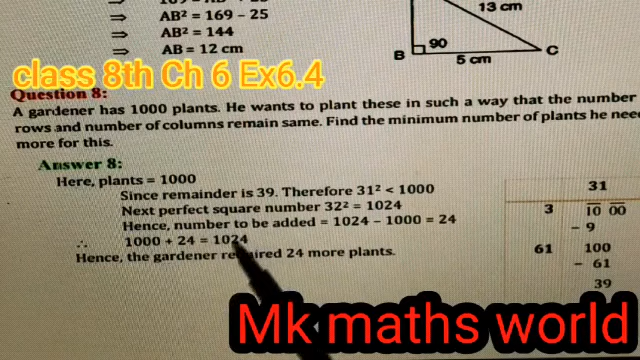 ⇒ AB² = 169 – 25
⇒ AB² = 144
⇒ AB = 12 cm
13 cm
B 90 C
5 cm
class 8th Ch 6 Ex6.4
Question 8:
A gardener has 1000 plants. He wants to plant these in such a way that the number
rows and number of columns remain same. Find the minimum number of plants he
more for this.
Answer 8:
Here, plants = 1000
Since remainder is 39. Therefore 31² < 1000
Next perfect square number 32² = 1024
Hence, number to be added = 1024 – 1000 = 24
∴ 1000 + 24 = 1024
Hence, the gardener required 24 more plants.
31
3 10 00
– 9
61 100
– 61
39
Mk maths world